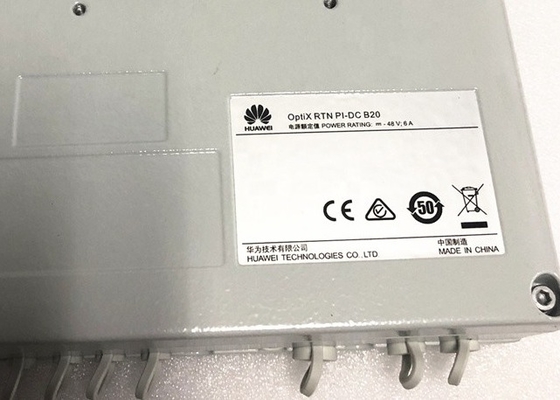 HUAWEI
OptiX RTN PI-DC B20
电源额定值 POWER RATING: ⎓ -48 V; 6 A
CE
50
华为技术有限公司
HUAWEI TECHNOLOGIES CO.,LTD.
中国制造
MADE IN CHINA